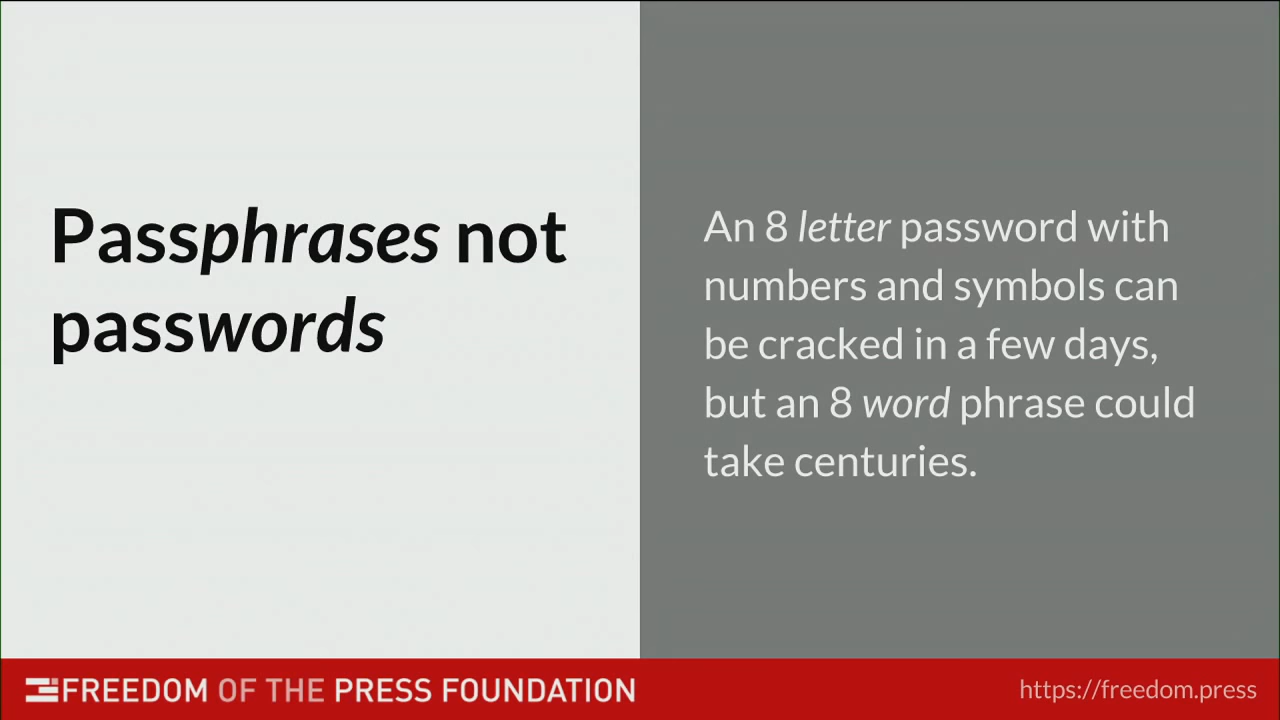 Passphrases not
passwords
An 8 letter password with
numbers and symbols can
be cracked in a few days,
but an 8 word phrase could
take centuries.
FREEDOM OF THE PRESS FOUNDATION
https://freedom.press